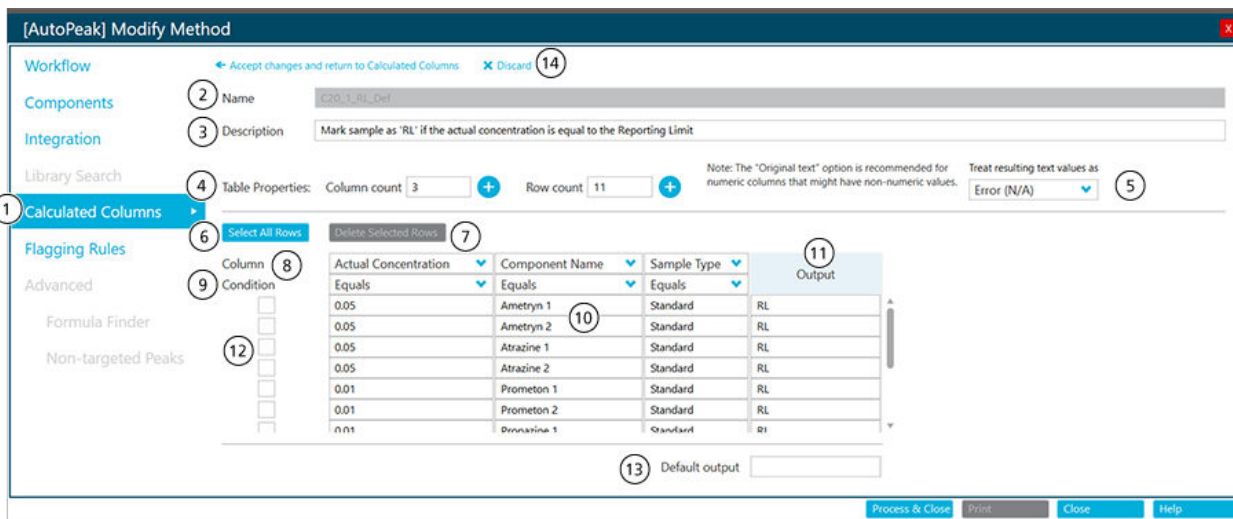 [AutoPeak] Modify Method
X
Workflow
Components
Integration
Library Search
1
Calculated Columns
Flagging Rules
Advanced
Formula Finder
Non-targeted Peaks
Accept changes and return to Calculated Columns Discard 14
2 Name C20_1_RL_Def
3 Description Mark sample as 'RL' if the actual concentration is equal to the Reporting Limit
4 Table Properties: Column count 3 Row count 11
Note: The "Original text" option is recommended for
numeric columns that might have non-numeric values.
Treat resulting text values as
Error (N/A) 5
6 Select All Rows Delete Selected Rows 7
Column 8 Actual Concentration Component Name Sample Type 11
Output
9 Condition Equals Equals Equals
0.05 Ametryn 1 Standard RL
10
0.05 Ametryn 2 Standard RL
12 0.05 Atrazine 1 Standard RL
0.05 Atrazine 2 Standard RL
0.01 Prometon 1 Standard RL
0.01 Prometon 2 Standard RL
0.01 Propazine 1 Standard RL
13 Default output
Process & Close Print Close Help